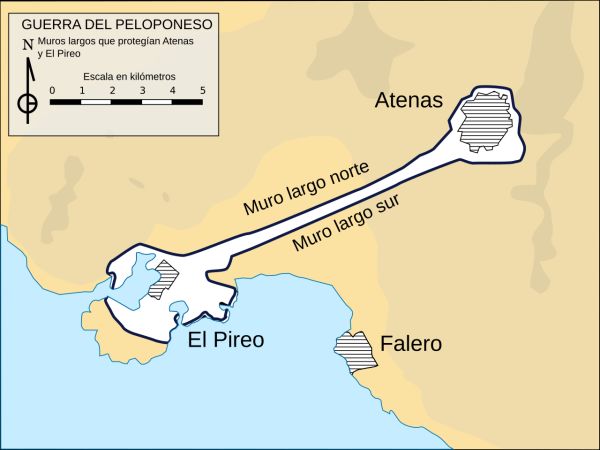 GUERRA DEL PELOPONESO
N
Muros largos que protegían Atenas
y El Pireo
Escala en kilómetros
0 1 2 3 4 5
Atenas
Muro largo norte
Muro largo sur
El Pireo
Falero